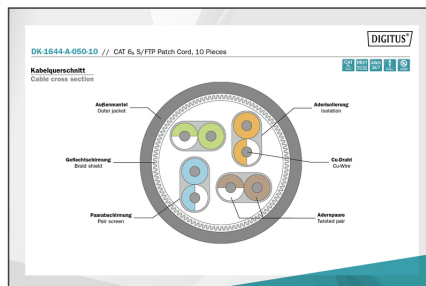 DIGITUS®
DK-1644-A-050-10 // CAT 6A S/FTP Patch Cord, 10 Pieces
Kabelquerschnitt
Cable cross section
Außenmantel
Outer jacket
Aderisolierung
Isolation
Geflechtschirmung
Braid shield
Cu-Draht
Cu-Wire
Paarabschirmung
Pair screen
Adernpaare
Twisted pair